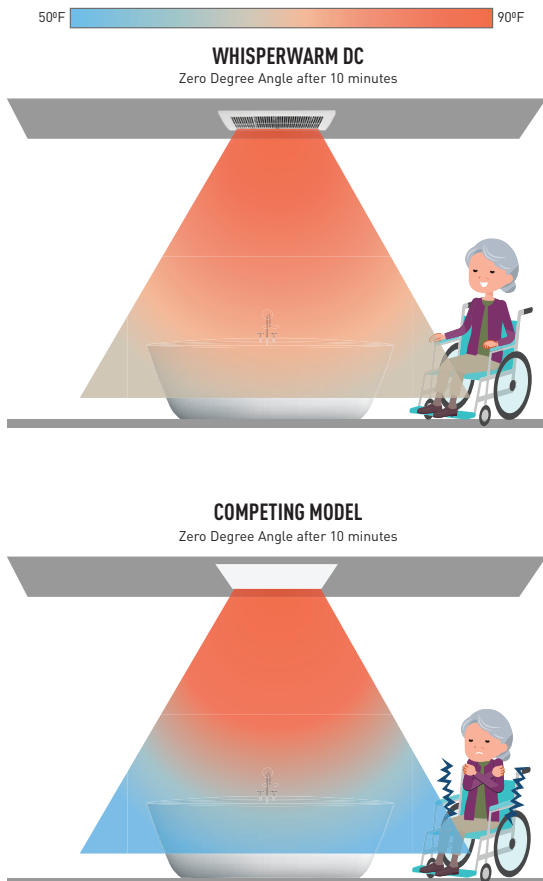 50ºF 90ºF
WHISPERWARM DC
Zero Degree Angle after 10 minutes
COMPETING MODEL
Zero Degree Angle after 10 minutes